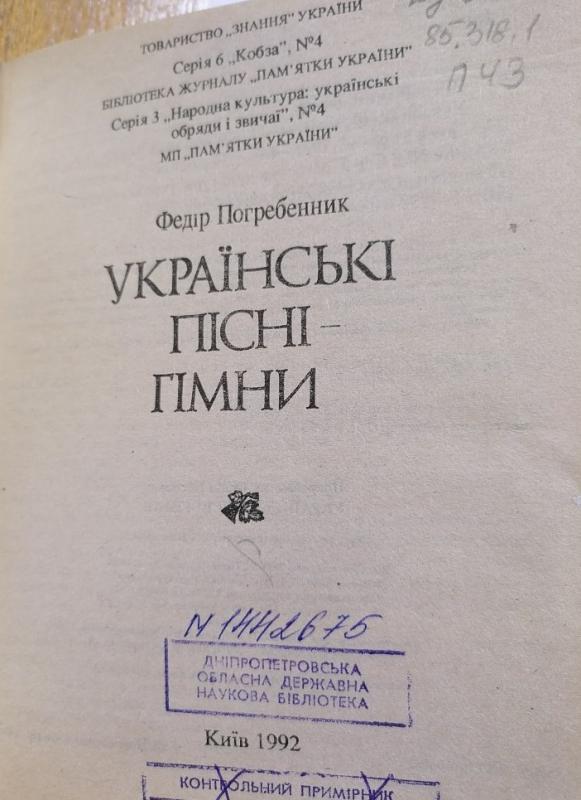 ТОВАРИСТВО „ЗНАННЯ” УКРАЇНИ
Серія 6 „Кобза”, №4
БІБЛІОТЕКА ЖУРНАЛУ „ПАМ'ЯТКИ УКРАЇНИ”
Серія 3 „Народна культура: українські
обряди і звичаї”, №4
МП „ПАМ'ЯТКИ УКРАЇНИ”
85.318.1
П 43
Федір Погребенник
УКРАЇНСЬКІ
ПІСНІ –
ГІМНИ
N 1442675
ДНІПРОПЕТРОВСЬКА
ОБЛАСНА ДЕРЖАВНА
НАУКОВА БІБЛІОТЕКА
Київ 1992
КОНТРОЛЬНИЙ ПРИМІРНИК